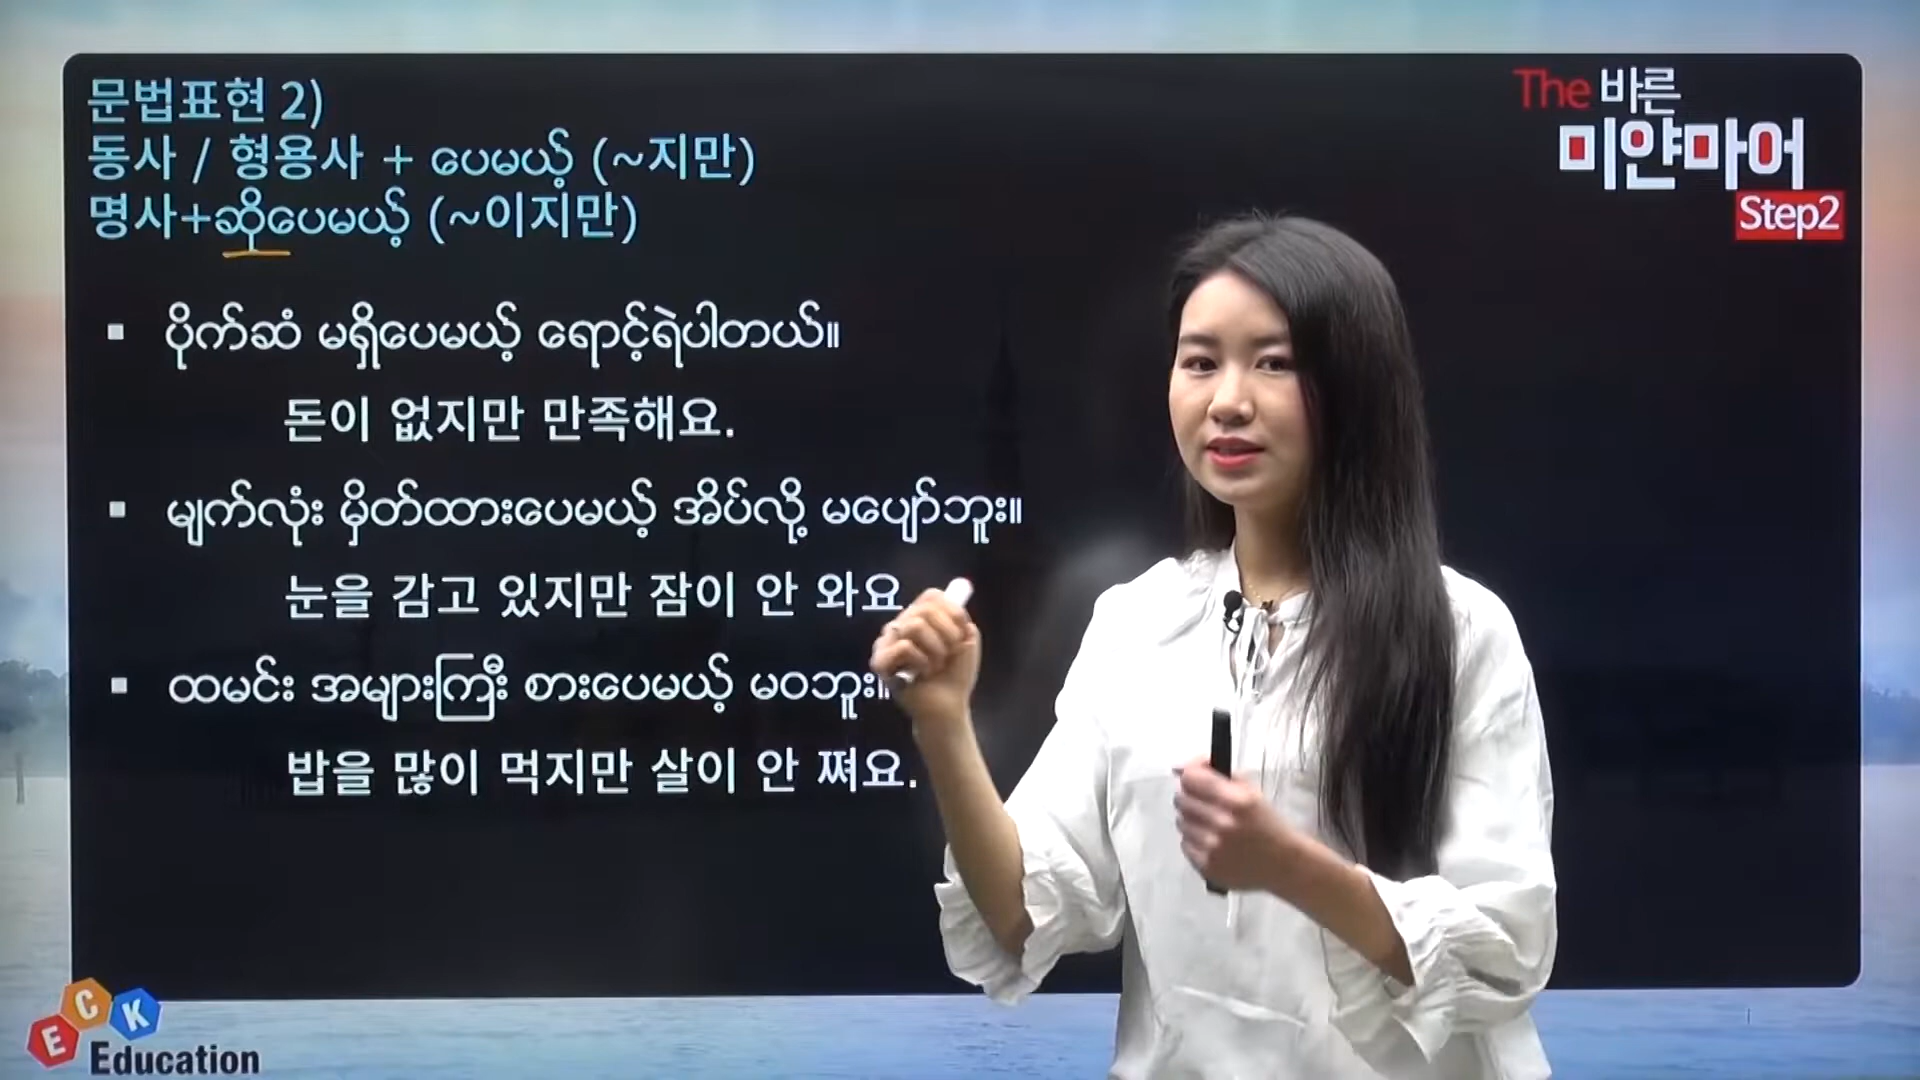 문법표현 2)
동사 / 형용사 + ပေမယ့် (~지만)
명사+ဆိုပေမယ့် (~이지만)
▪ ပိုက်ဆံ မရှိပေမယ့် ရောင့်ရဲပါတယ်။
돈이 없지만 만족해요.
▪ မျက်လုံး မှိတ်ထားပေမယ့် အိပ်လို့ မပျော်ဘူး။
눈을 감고 있지만 잠이 안 와요.
▪ ထမင်း အများကြီး စားပေမယ့် မဝဘူး။
밥을 많이 먹지만 살이 안 쪄요.
The 바른
미얀마어
Step2
ECK
Education